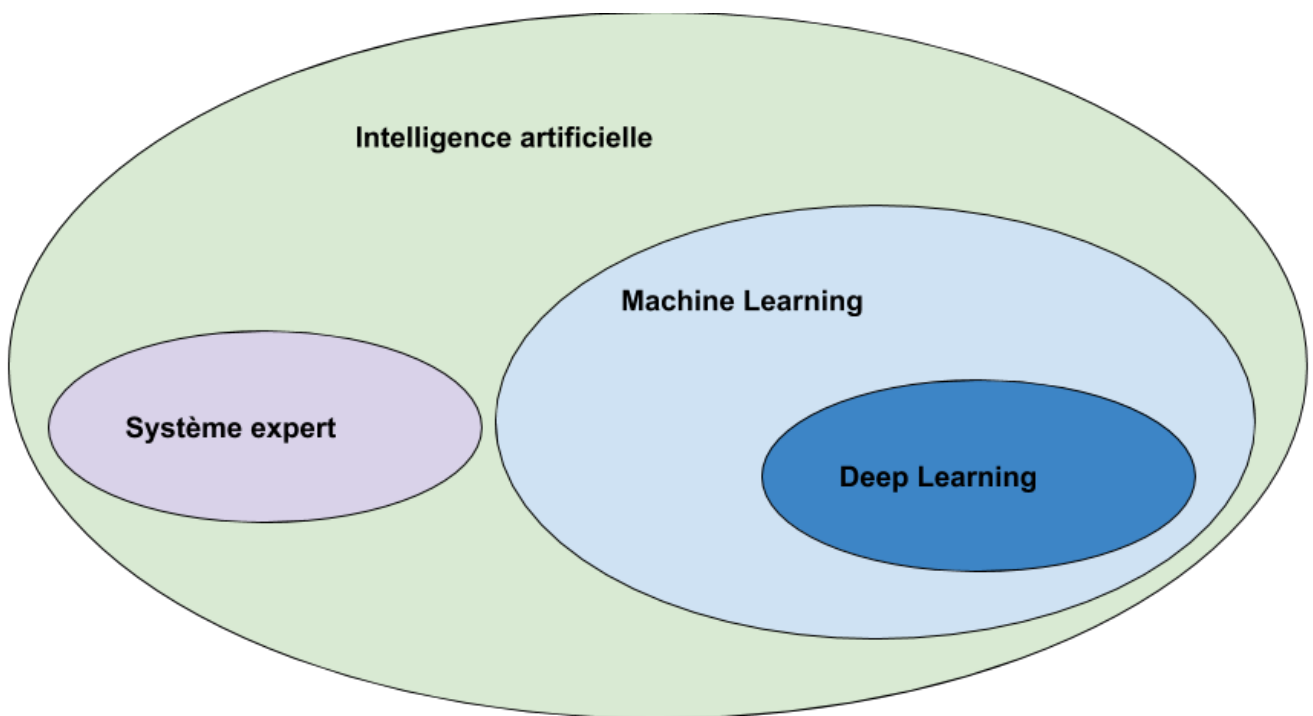 Intelligence artificielle
Machine Learning
Système expert
Deep Learning